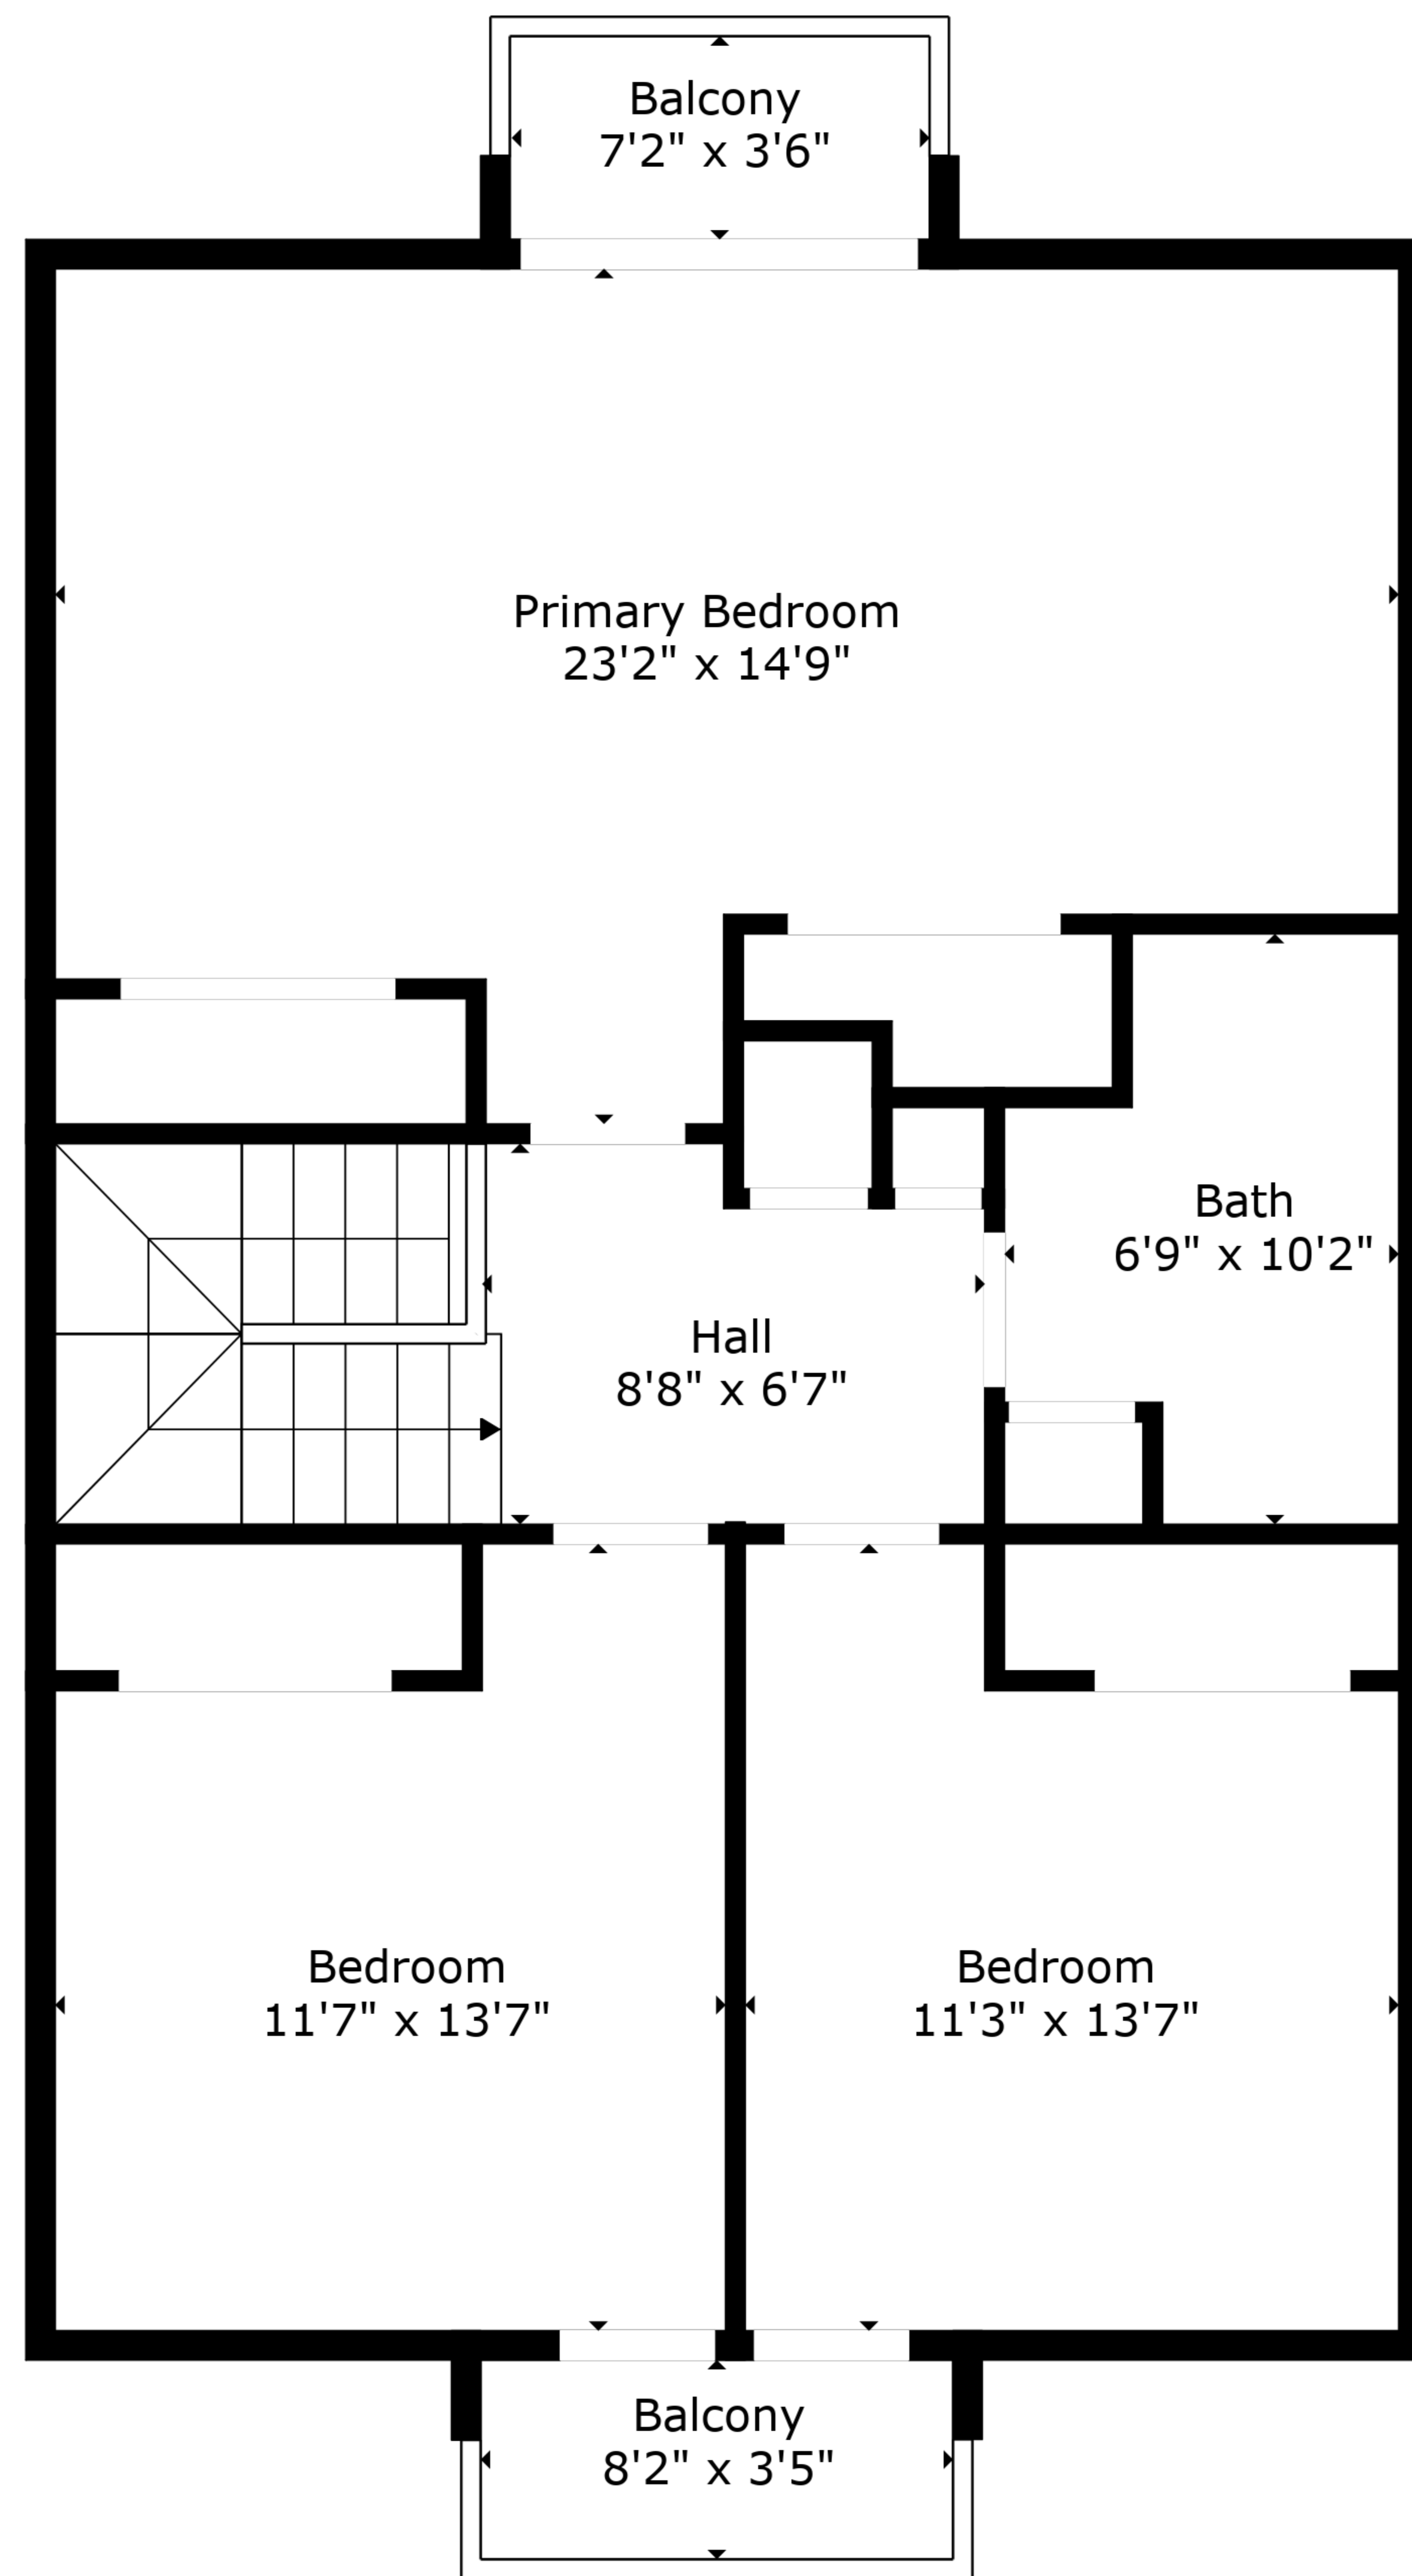 Balcony
7'2" x 3'6"
Primary Bedroom
23'2" x 14'9"
Bath
6'9" x 10'2"
Hall
8'8" x 6'7"
Bedroom
11'7" x 13'7"
Bedroom
11'3" x 13'7"
Balcony
8'2" x 3'5"